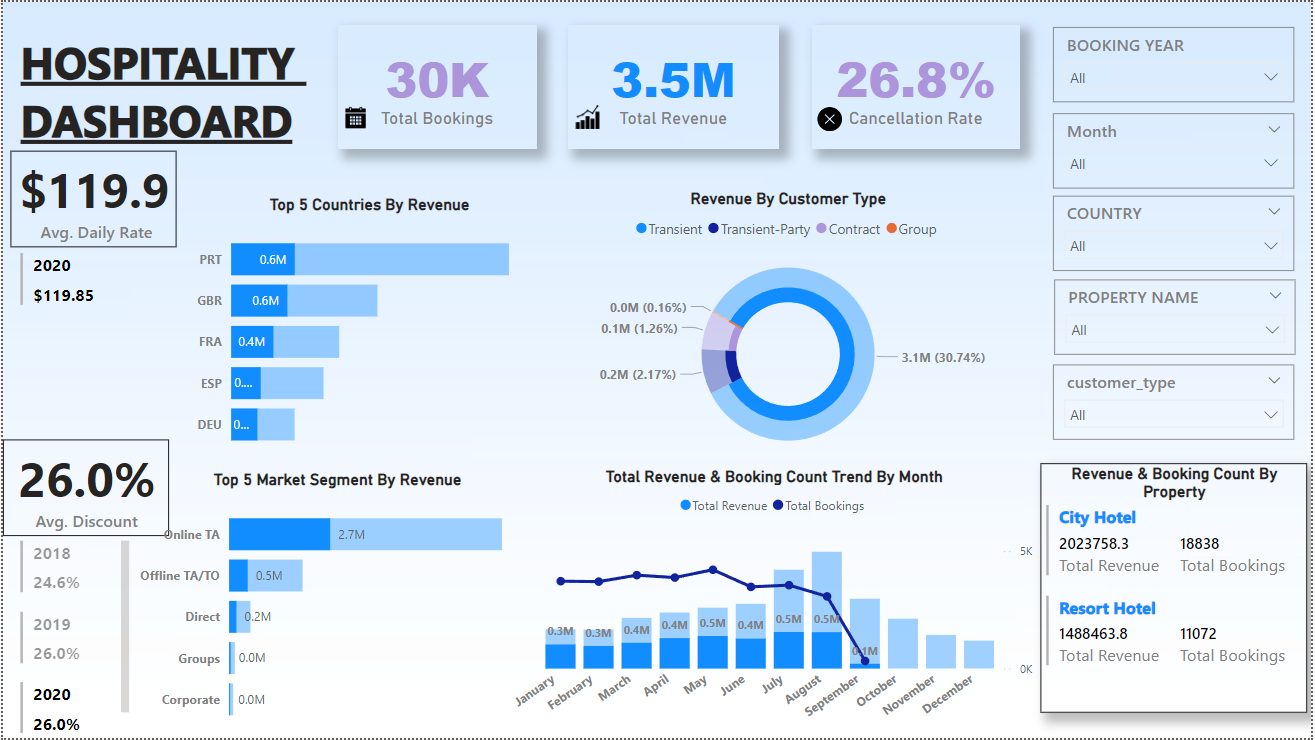 HOSPITALITY
DASHBOARD
30K
Total Bookings
3.5M
Total Revenue
26.8%
Cancellation Rate
BOOKING YEAR
All
Month
All
COUNTRY
All
PROPERTY NAME
All
customer_type
All
$119.9
Avg. Daily Rate
2020
$119.85
Top 5 Countries By Revenue
PRT 0.6M
GBR 0.6M
FRA 0.4M
ESP 0....
DEU 0...
Revenue By Customer Type
Transient Transient-Party Contract Group
0.0M (0.16%)
0.1M (1.26%)
0.2M (2.17%)
3.1M (30.74%)
26.0%
Avg. Discount
2018
24.6%
2019
26.0%
2020
26.0%
Top 5 Market Segment By Revenue
Online TA 2.7M
Offline TA/TO 0.5M
Direct 0.2M
Groups 0.0M
Corporate 0.0M
Total Revenue & Booking Count Trend By Month
Total Revenue Total Bookings
5K
0.3M 0.3M 0.4M 0.4M 0.5M 0.4M 0.5M 0.5M 0.1M
0K
January February March April May June July August September October November December
Revenue & Booking Count By
Property
City Hotel
2023758.3 18838
Total Revenue Total Bookings
Resort Hotel
1488463.8 11072
Total Revenue Total Bookings